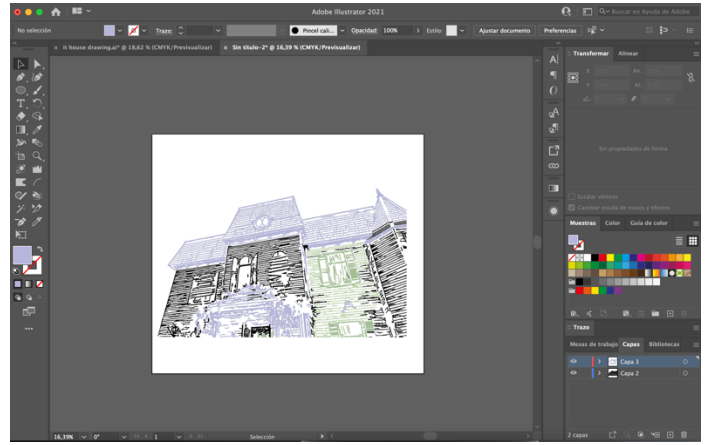 Adobe Illustrator 2021
Buscar en Ayuda de Adobe
No selección
Trazo:
Pincel cali...
Opacidad: 100%
Estilo:
Ajustar documento
Preferencias
it house drawing.ai* @ 18,62 % (CMYK/Previsualizar)
Sin título-2* @ 16,39 % (CMYK/Previsualizar)
Transformar Alinear
X:
An.:
Y:
Al.:
Sin propiedades de forma
Escalar vértices
Cambiar escala de trazos y efectos
Muestras Color Guía de color
Trazo
Mesas de trabajo Capas Bibliotecas
Capa 3
Capa 2
2 capas
16,39% 0° 1 Selección